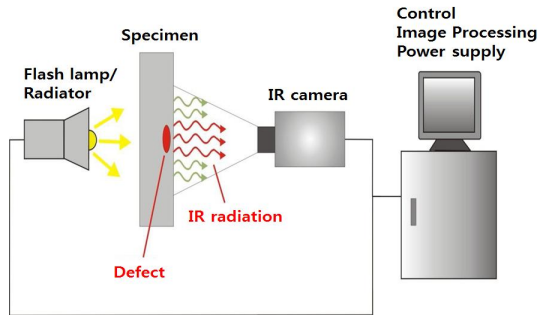 Control
Image Processing
Power supply
Specimen
Flash lamp/
Radiator
IR camera
IR radiation
Defect